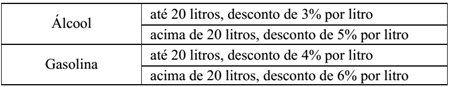 Álcool
até 20 litros, desconto de 3% por litro
acima de 20 litros, desconto de 5% por litro
Gasolina
até 20 litros, desconto de 4% por litro
acima de 20 litros, desconto de 6% por litro